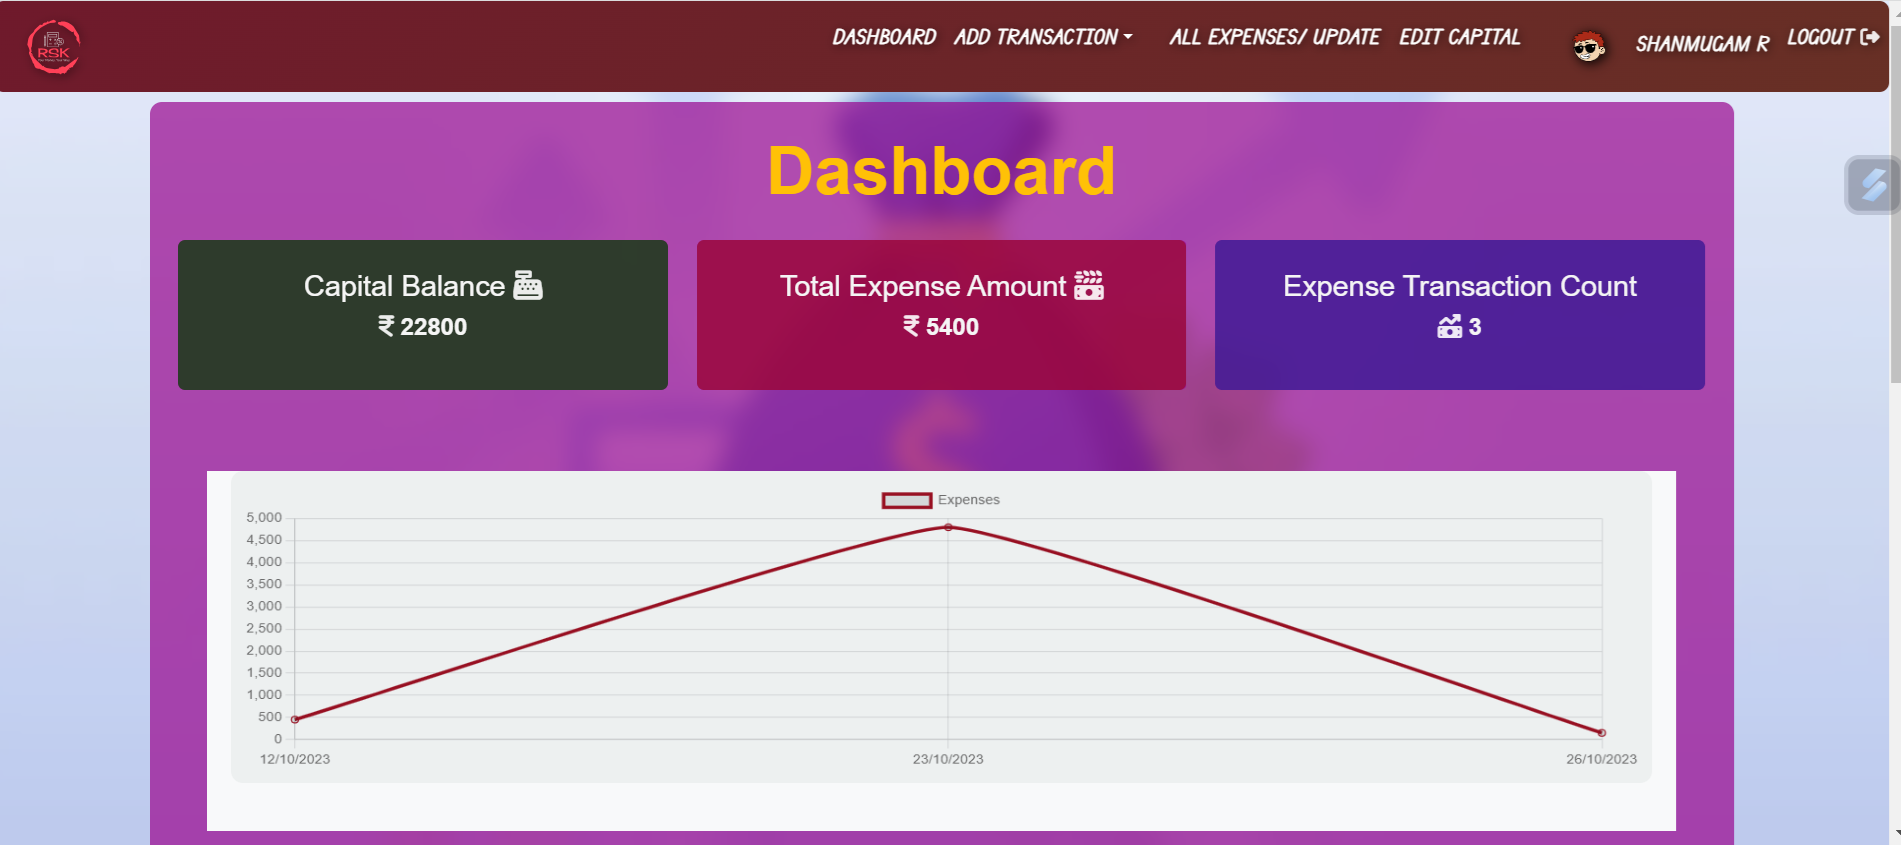 RSK
DASHBOARD ADD TRANSACTION ALL EXPENSES/ UPDATE EDIT CAPITAL SHANMUGAM R LOGOUT
Dashboard
Capital Balance
₹ 22800
Total Expense Amount
₹ 5400
Expense Transaction Count
3
Expenses
5,000
4,500
4,000
3,500
3,000
2,500
2,000
1,500
1,000
500
0
12/10/2023 23/10/2023 26/10/2023